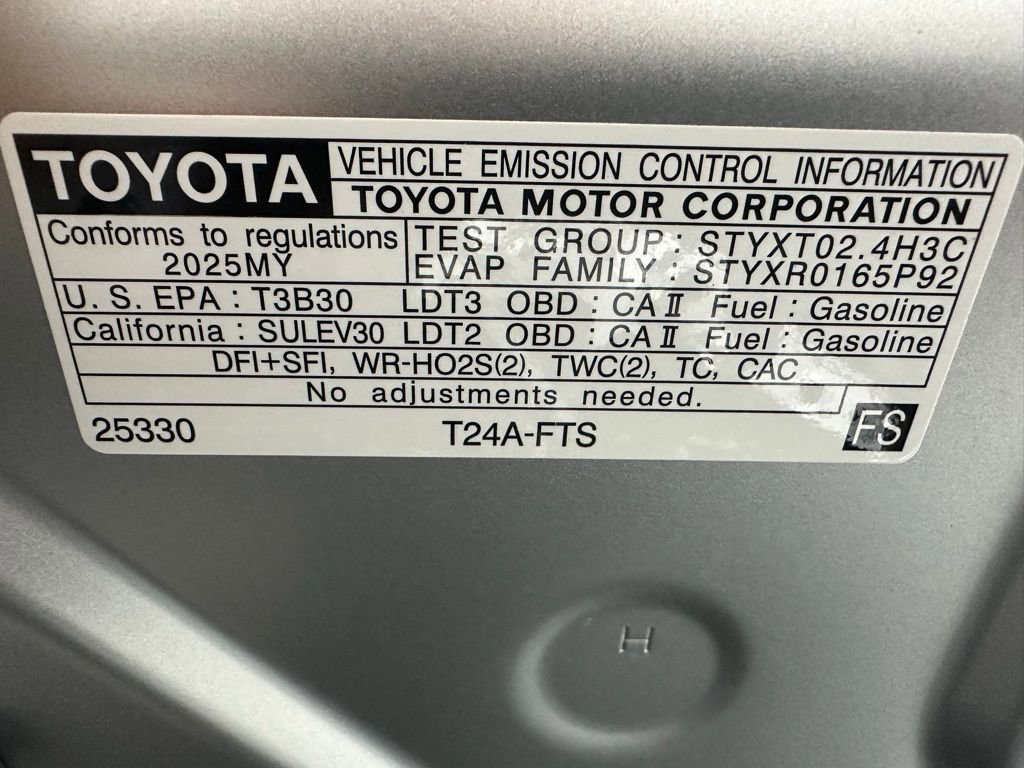 TOYOTA VEHICLE EMISSION CONTROL INFORMATION
TOYOTA MOTOR CORPORATION
Conforms to regulations 2025MY
TEST GROUP : STYXT02.4H3C
EVAP FAMILY : STYXR0165P92
U. S. EPA : T3B30 LDT3 OBD : CA Ⅱ Fuel : Gasoline
California : SULEV30 LDT2 OBD : CA Ⅱ Fuel : Gasoline
DFI+SFI, WR-HO2S(2), TWC(2), TC, CAC
No adjustments needed.
25330 T24A-FTS FS
H